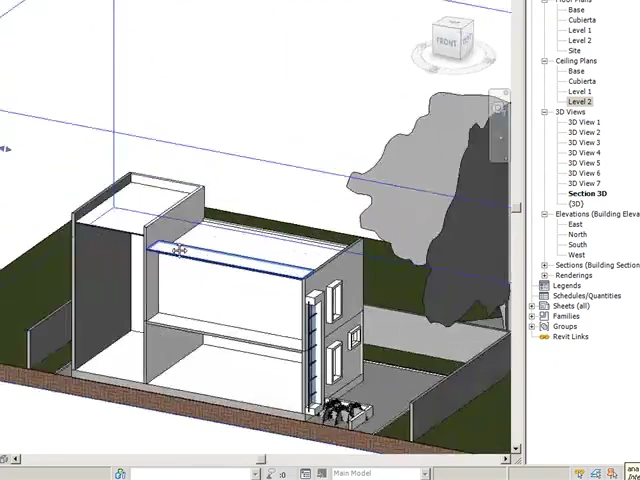 Floor Plans
Base
Cubierta
Level 1
Level 2
Site
Ceiling Plans
Base
Cubierta
Level 1
Level 2
3D Views
3D View 1
3D View 2
3D View 3
3D View 4
3D View 5
3D View 6
3D View 7
Section 3D
{3D}
Elevations (Building Eleva
East
North
South
West
Sections (Building Section
Renderings
Legends
Schedules/Quantities
Sheets (all)
Families
Groups
Revit Links
FRONT
:0
Main Model
ana